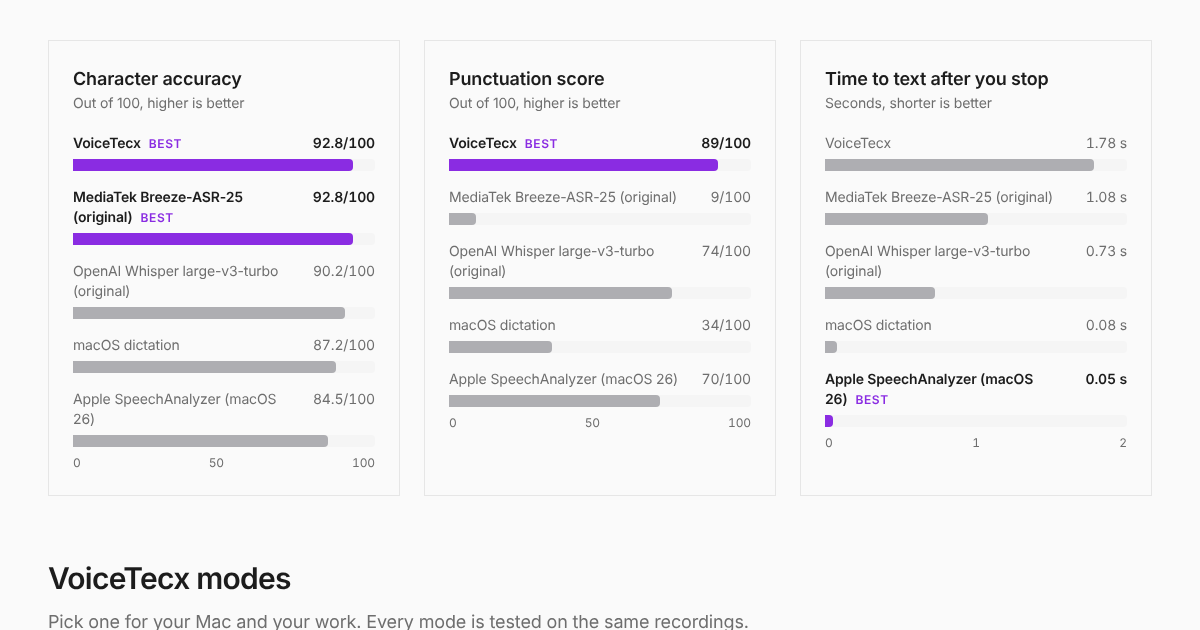 Character accuracy
Out of 100, higher is better
VoiceTecx BEST 92.8/100
MediaTek Breeze-ASR-25 92.8/100
(original) BEST
OpenAI Whisper large-v3-turbo 90.2/100
(original)
macOS dictation 87.2/100
Apple SpeechAnalyzer (macOS 84.5/100
26)
0 50 100
Punctuation score
Out of 100, higher is better
VoiceTecx BEST 89/100
MediaTek Breeze-ASR-25 (original) 9/100
OpenAI Whisper large-v3-turbo 74/100
(original)
macOS dictation 34/100
Apple SpeechAnalyzer (macOS 26) 70/100
0 50 100
Time to text after you stop
Seconds, shorter is better
VoiceTecx 1.78 s
MediaTek Breeze-ASR-25 (original) 1.08 s
OpenAI Whisper large-v3-turbo 0.73 s
(original)
macOS dictation 0.08 s
Apple SpeechAnalyzer (macOS 0.05 s
26) BEST
0 1 2
VoiceTecx modes
Pick one for your Mac and your work. Every mode is tested on the same recordings.